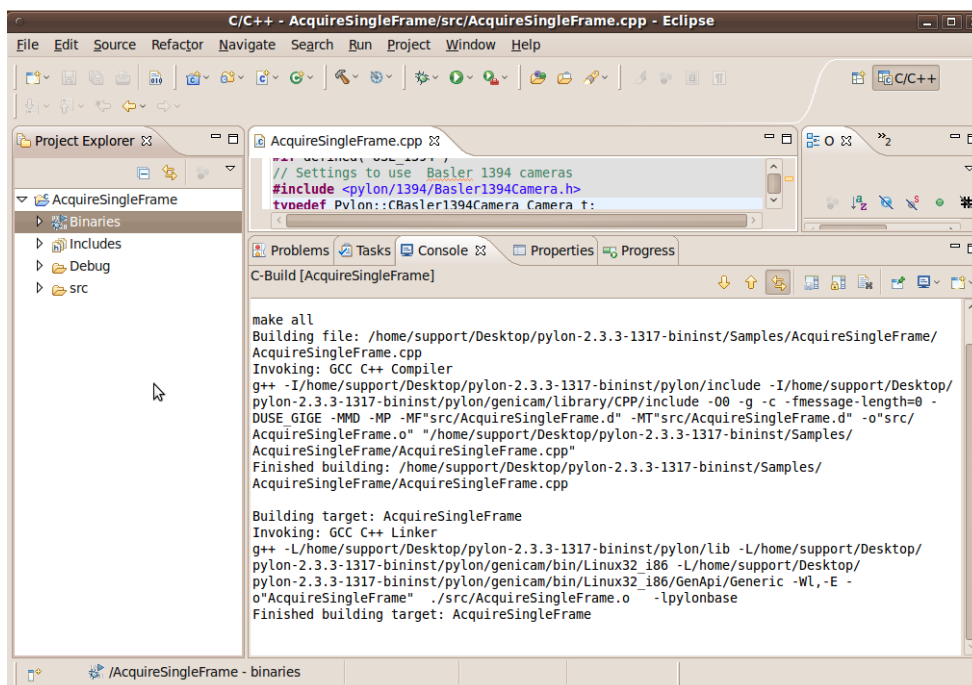 C/C++ - AcquireSingleFrame/src/AcquireSingleFrame.cpp - Eclipse
File Edit Source Refactor Navigate Search Run Project Window Help
C/C++
Project Explorer
AcquireSingleFrame
Binaries
Includes
Debug
src
AcquireSingleFrame.cpp
#if defined( USE_1394 )
// Settings to use Basler 1394 cameras
#include <pylon/1394/Basler1394Camera.h>
typedef Pylon::CBasler1394Camera Camera_t;
O
»2
Problems Tasks Console Properties Progress
C-Build [AcquireSingleFrame]
make all
Building file: /home/support/Desktop/pylon-2.3.3-1317-bininst/Samples/AcquireSingleFrame/
AcquireSingleFrame.cpp
Invoking: GCC C++ Compiler
g++ -I/home/support/Desktop/pylon-2.3.3-1317-bininst/pylon/include -I/home/support/Desktop/
pylon-2.3.3-1317-bininst/pylon/genicam/library/CPP/include -O0 -g -c -fmessage-length=0 -
DUSE_GIGE -MMD -MP -MF"src/AcquireSingleFrame.d" -MT"src/AcquireSingleFrame.d" -o"src/
AcquireSingleFrame.o" "/home/support/Desktop/pylon-2.3.3-1317-bininst/Samples/
AcquireSingleFrame/AcquireSingleFrame.cpp"
Finished building: /home/support/Desktop/pylon-2.3.3-1317-bininst/Samples/
AcquireSingleFrame/AcquireSingleFrame.cpp
Building target: AcquireSingleFrame
Invoking: GCC C++ Linker
g++ -L/home/support/Desktop/pylon-2.3.3-1317-bininst/pylon/lib -L/home/support/Desktop/
pylon-2.3.3-1317-bininst/pylon/genicam/bin/Linux32_i86 -L/home/support/Desktop/
pylon-2.3.3-1317-bininst/pylon/genicam/bin/Linux32_i86/GenApi/Generic -Wl,-E -
o"AcquireSingleFrame" ./src/AcquireSingleFrame.o -lpylonbase
Finished building target: AcquireSingleFrame
/AcquireSingleFrame - binaries